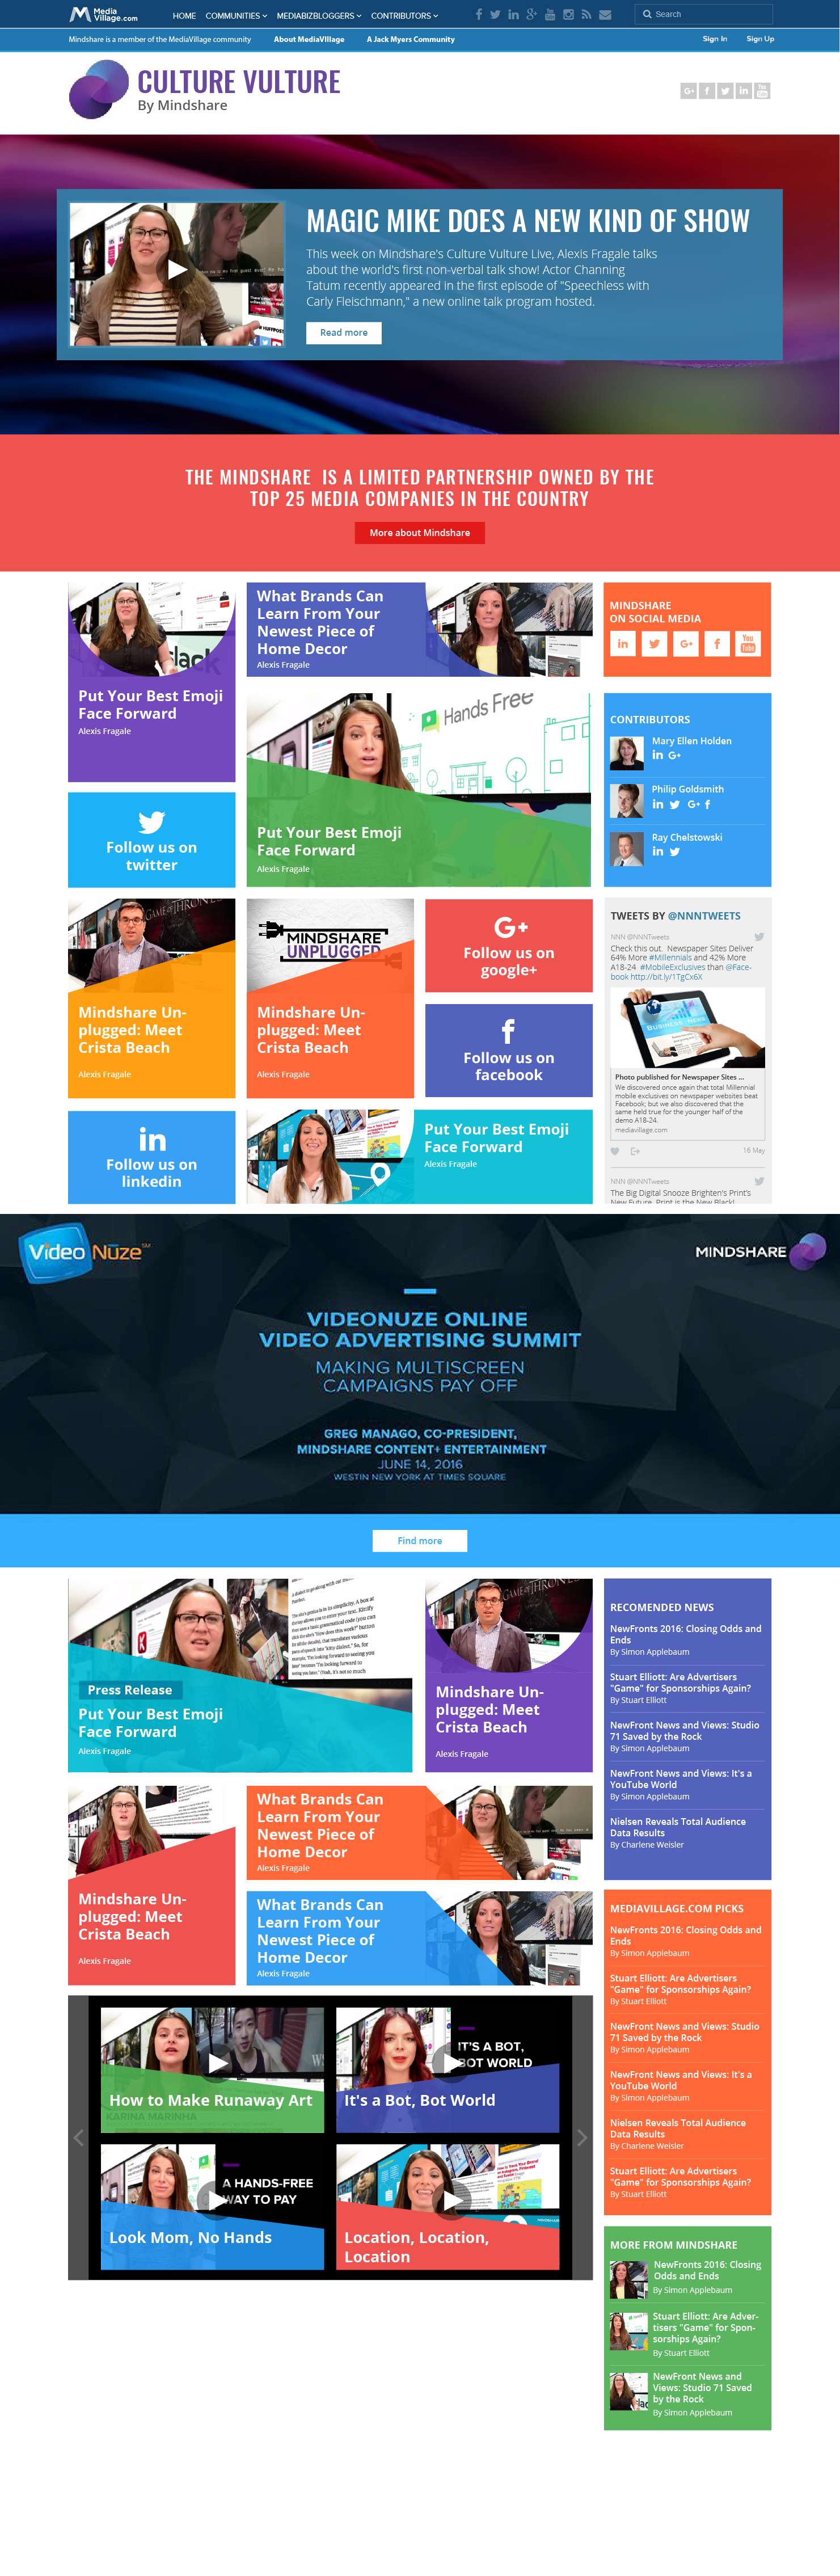 Media
Village.com
HOME COMMUNITIES MEDIABIZBLOGGERS CONTRIBUTORS
Search
Mindshare is a member of the MediaVillage community
About MediaVillage
A Jack Myers Community
Sign In
Sign Up
CULTURE VULTURE
By Mindshare
MAGIC MIKE DOES A NEW KIND OF SHOW
This week on Mindshare's Culture Vulture Live, Alexis Fragale talks
about the world's first non-verbal talk show! Actor Channing
Tatum recently appeared in the first episode of "Speechless with
Carly Fleischmann," a new online talk program hosted.
Read more
THE MINDSHARE IS A LIMITED PARTNERSHIP OWNED BY THE
TOP 25 MEDIA COMPANIES IN THE COUNTRY
More about Mindshare
Put Your Best Emoji
Face Forward
Alexis Fragale
What Brands Can
Learn From Your
Newest Piece of
Home Decor
Alexis Fragale
MINDSHARE
ON SOCIAL MEDIA
Hands Free
Put Your Best Emoji
Face Forward
Alexis Fragale
CONTRIBUTORS
Mary Ellen Holden
Philip Goldsmith
Ray Chelstowski
Follow us on
twitter
Mindshare Un-
plugged: Meet
Crista Beach
Alexis Fragale
MINDSHARE
UNPLUGGED
Mindshare Un-
plugged: Meet
Crista Beach
Alexis Fragale
Follow us on
google+
Follow us on
facebook
Follow us on
linkedin
Put Your Best Emoji
Face Forward
Alexis Fragale
TWEETS BY @NNNTWEETS
NNN @NNNTweets
Check this out. Newspaper Sites Deliver
64% More #Millennials and 42% More
A18-24 #MobileExclusives than @Face-
book http://bit.ly/1TgCx6X
BUSINESS NEWS
Photo published for Newspaper Sites ...
We discovered once again that total Millennial
mobile exclusives on newspaper websites beat
Facebook; but we also discovered that the
same held true for the younger half of the
demo A18-24.
mediavillage.com
16 May
NNN @NNNTweets
The Big Digital Snooze Brighten's Print's
New Future. Print is the New Black!
VideoNuze SM
MINDSHARE
VIDEONUZE ONLINE
VIDEO ADVERTISING SUMMIT
MAKING MULTISCREEN
CAMPAIGNS PAY OFF
GREG MANAGO, CO-PRESIDENT,
MINDSHARE CONTENT+ ENTERTAINMENT
JUNE 14, 2016
WESTIN NEW YORK AT TIMES SQUARE
Find more
Press Release
Put Your Best Emoji
Face Forward
Alexis Fragale
GAME OF THRONES
Mindshare Un-
plugged: Meet
Crista Beach
Alexis Fragale
RECOMENDED NEWS
NewFronts 2016: Closing Odds and
Ends
By Simon Applebaum
Stuart Elliott: Are Advertisers
"Game" for Sponsorships Again?
By Stuart Elliott
NewFront News and Views: Studio
71 Saved by the Rock
By Simon Applebaum
NewFront News and Views: It's a
YouTube World
By Simon Applebaum
Nielsen Reveals Total Audience
Data Results
By Charlene Weisler
Mindshare Un-
plugged: Meet
Crista Beach
Alexis Fragale
What Brands Can
Learn From Your
Newest Piece of
Home Decor
Alexis Fragale
What Brands Can
Learn From Your
Newest Piece of
Home Decor
Alexis Fragale
MEDIAVILLAGE.COM PICKS
NewFronts 2016: Closing Odds and
Ends
By Simon Applebaum
Stuart Elliott: Are Advertisers
"Game" for Sponsorships Again?
By Stuart Elliott
NewFront News and Views: Studio
71 Saved by the Rock
By Simon Applebaum
NewFront News and Views: It's a
YouTube World
By Simon Applebaum
Nielsen Reveals Total Audience
Data Results
By Charlene Weisler
Stuart Elliott: Are Advertisers
"Game" for Sponsorships Again?
By Stuart Elliott
How to Make Runaway Art
KARINA MARINHA
IT'S A BOT,
BOT WORLD
It's a Bot, Bot World
A HANDS-FREE
WAY TO PAY
Look Mom, No Hands
Location, Location,
Location
MORE FROM MINDSHARE
NewFronts 2016: Closing
Odds and Ends
By Simon Applebaum
Stuart Elliott: Are Adver-
tisers "Game" for Spon-
sorships Again?
By Stuart Elliott
NewFront News and
Views: Studio 71 Saved
by the Rock
By Simon Applebaum